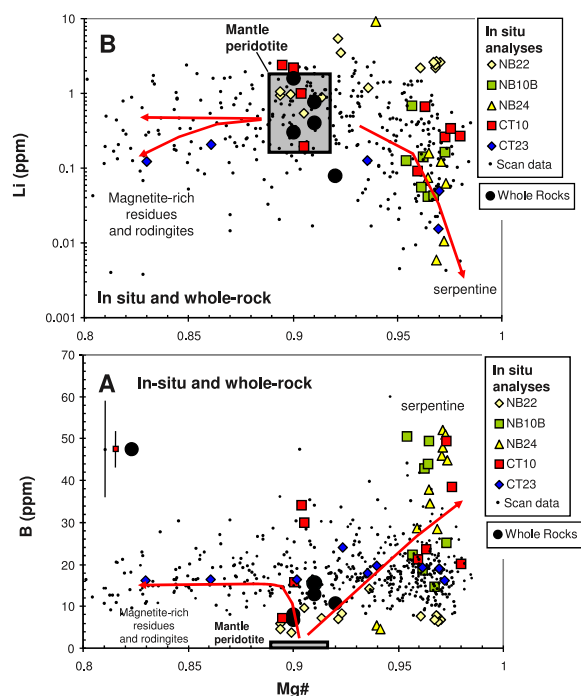 B
Mantle
peridotite
In situ
analyses
NB22
NB10B
NB24
CT10
CT23
Scan data
Whole Rocks
10
1
0.1
0.01
0.001
Li (ppm)
Magnetite-rich
residues
and rodingites
serpentine
In situ and whole-rock
0.8
0.85
0.9
0.95
1
A
In-situ and whole-rock
serpentine
In situ
analyses
NB22
NB10B
NB24
CT10
CT23
Scan data
Whole Rocks
70
60
50
40
30
20
10
0
B (ppm)
Magnetite-rich
residues
and rodingites
Mantle
peridotite
0.8
0.85
0.9
0.95
1
Mg#